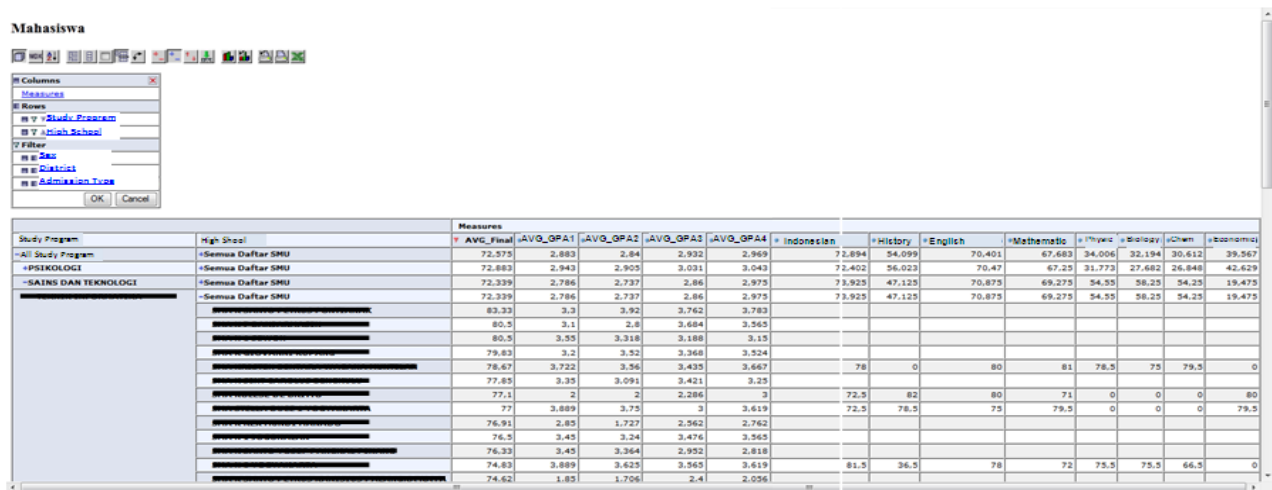 Mahasiswa
Columns
Measures
Rows
Study Program
High School
Filter
Sex
District
Admission Type
OK Cancel
Measures
Study Program High Shool AVG_Final AVG_GPA1 AVG_GPA2 AVG_GPA3 AVG_GPA4 Indonesian History English Mathematic Physic Biology Chem Economic
-All Study Program +Semua Daftar SMU 72,575 2,883 2,84 2,932 2,969 72,894 54,099 70,401 67,683 34,006 32,194 30,612 39,567
+PSIKOLOGI +Semua Daftar SMU 72,883 2,943 2,905 3,031 3,043 72,402 56,023 70,47 67,25 31,773 27,682 26,848 42,629
-SAINS DAN TEKNOLOGI +Semua Daftar SMU 72,339 2,786 2,737 2,86 2,975 73,925 47,125 70,875 69,275 54,55 58,25 54,25 19,475
-Semua Daftar SMU 72,339 2,786 2,737 2,86 2,975 73,925 47,125 70,875 69,275 54,55 58,25 54,25 19,475
83,33 3,3 3,92 3,762 3,783
80,5 3,1 2,8 3,684 3,565
80,5 3,55 3,318 3,188 3,15
79,83 3,2 3,52 3,368 3,524
78,67 3,722 3,56 3,435 3,667 78 0 80 81 78,5 75 79,5 0
77,85 3,35 3,091 3,421 3,25
77,1 2 2 2,286 3 72,5 82 80 71 0 0 0 80
77 3,889 3,75 3 3,619 72,5 78,5 75 79,5 0 0 0 79,5
76,91 2,85 1,727 2,562 2,762
76,5 3,45 3,24 3,476 3,565
76,33 3,45 3,364 2,952 2,818
74,83 3,889 3,625 3,565 3,619 81,5 36,5 78 72 75,5 75,5 66,5 0
74,62 1,85 1,706 2,4 2,056